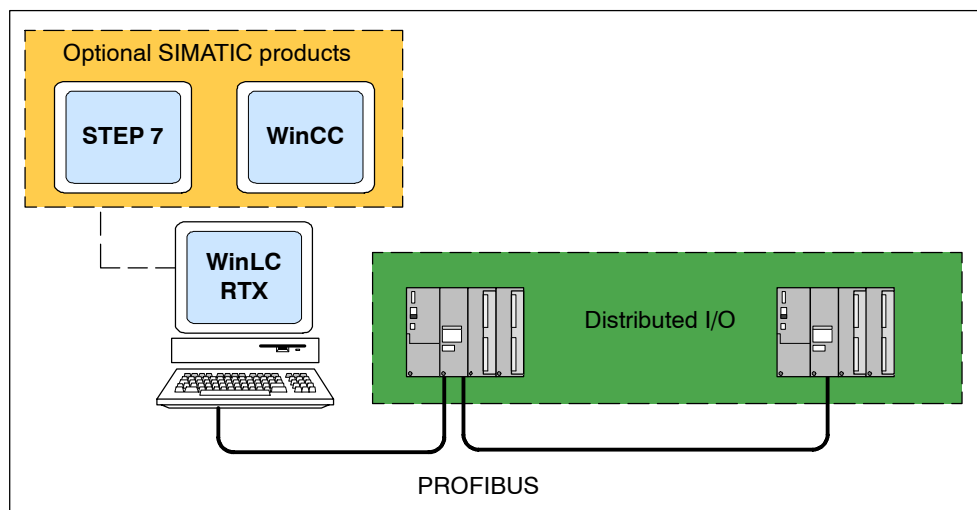 Optional SIMATIC products
STEP 7
WinCC
WinLC
RTX
Distributed I/O
PROFIBUS